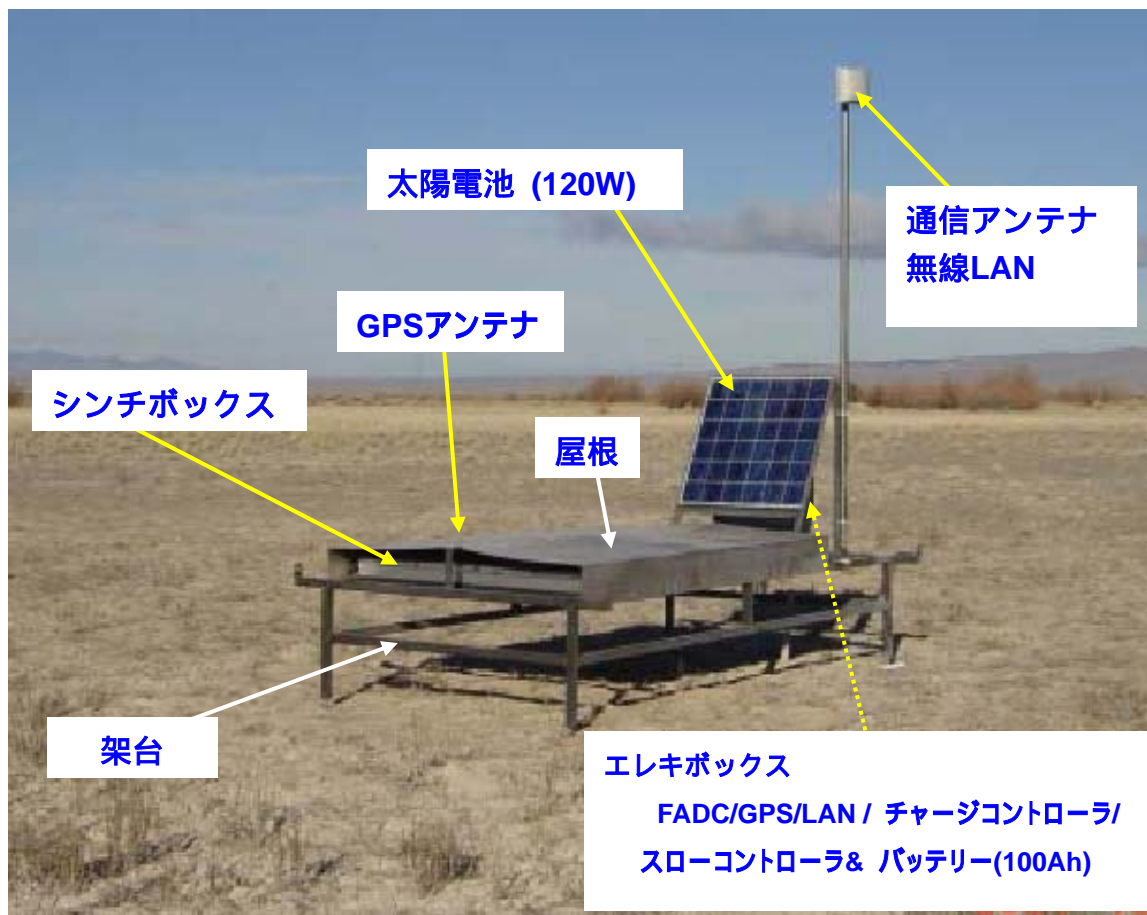 太陽電池 (120W)
通信アンテナ
無線LAN
GPSアンテナ
シンチボックス
屋根
架台
エレキボックス
FADC/GPS/LAN / チャージコントローラ/
スローコントローラ& バッテリー(100Ah)